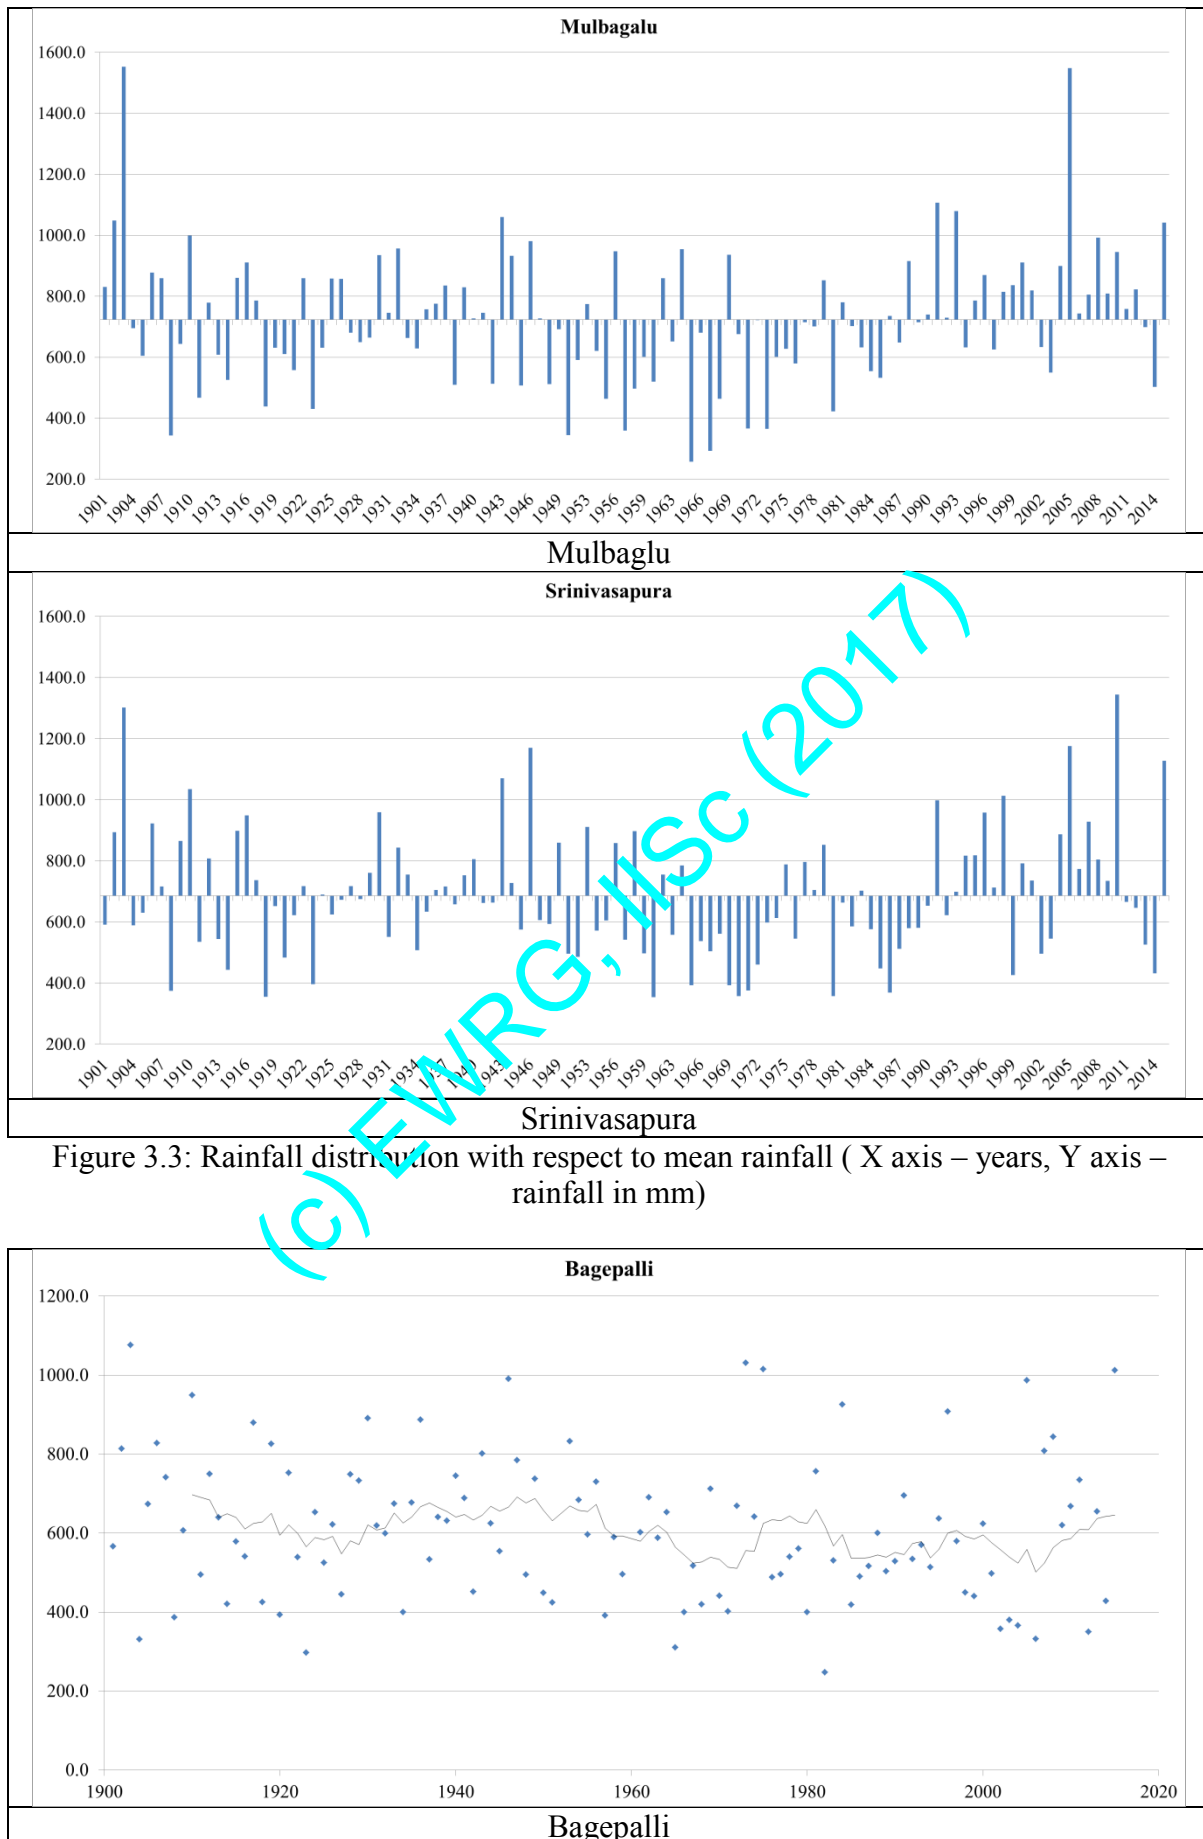 Mulbagalu
1600.0
1400.0
1200.0
1000.0
800.0
600.0
400.0
200.0
1901 1904 1907 1910 1913 1916 1919 1922 1925 1928 1931 1934 1937 1940 1943 1946 1949 1953 1956 1959 1963 1966 1969 1972 1975 1978 1981 1984 1987 1990 1993 1996 1999 2002 2005 2008 2011 2014
Mulbaglu
Srinivasapura
1600.0
1400.0
1200.0
1000.0
800.0
600.0
400.0
200.0
1901 1904 1907 1910 1913 1916 1919 1922 1925 1928 1931 1934 1937 1940 1943 1946 1949 1953 1956 1959 1963 1966 1969 1972 1975 1978 1981 1984 1987 1990 1993 1996 1999 2002 2005 2008 2011 2014
Srinivasapura
(c) EWRG, IISc (2017)
Figure 3.3: Rainfall distribution with respect to mean rainfall ( X axis – years, Y axis –
rainfall in mm)
Bagepalli
1200.0
1000.0
800.0
600.0
400.0
200.0
0.0
1900 1920 1940 1960 1980 2000 2020
Bagepalli